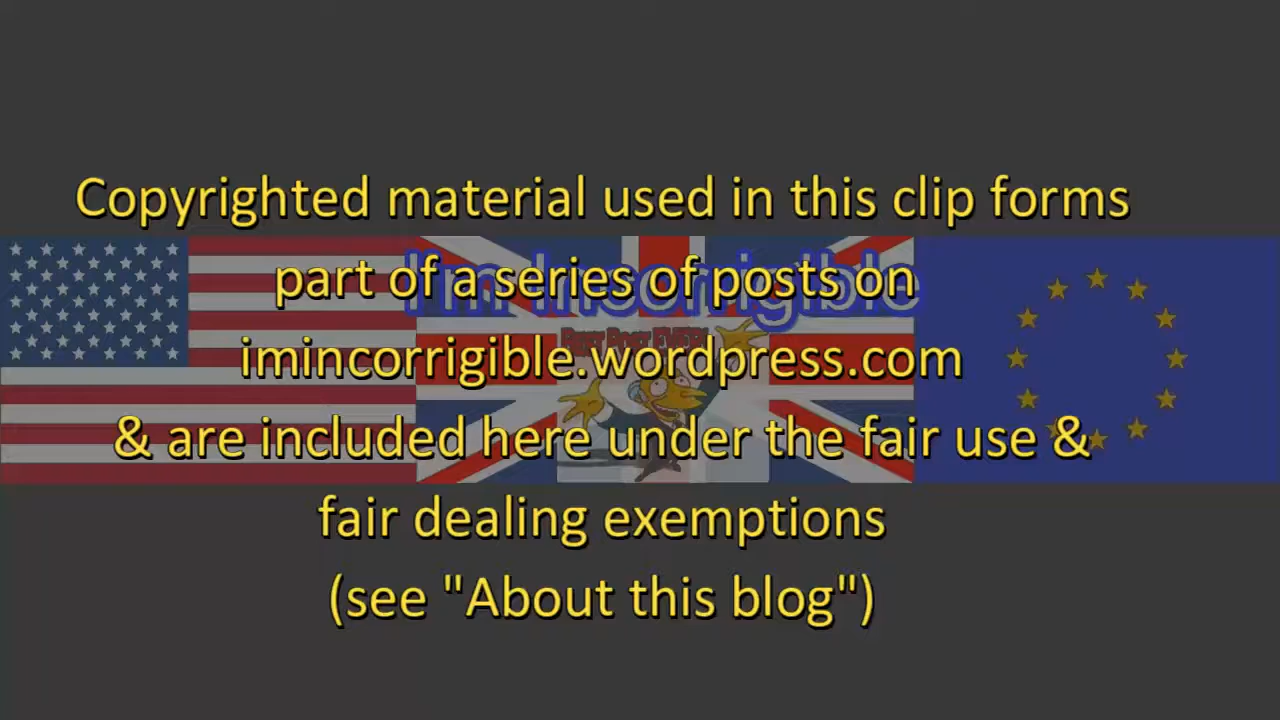 Copyrighted material used in this clip forms
part of a series of posts on
I'm Incorrigible
imincorrigible.wordpress.com
& are included here under the fair use &
fair dealing exemptions
(see "About this blog")